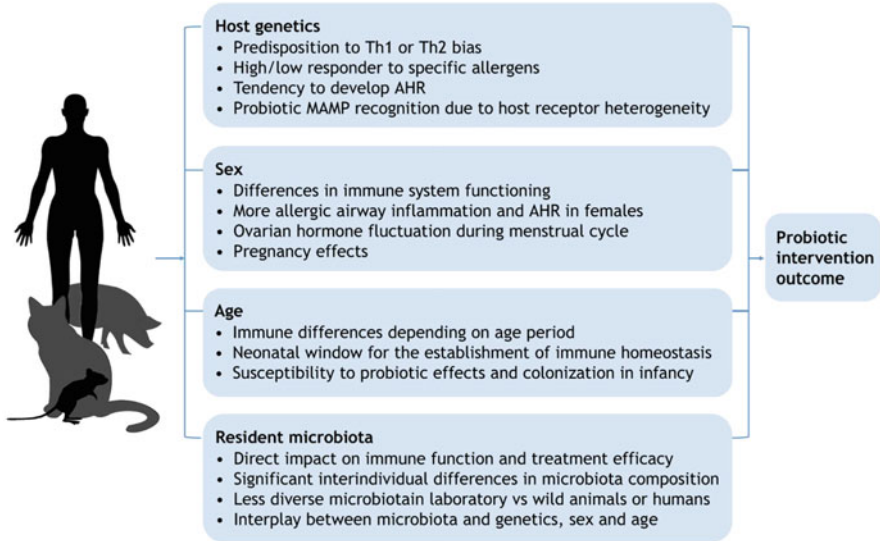 Host genetics
• Predisposition to Th1 or Th2 bias
• High/low responder to specific allergens
• Tendency to develop AHR
• Probiotic MAMP recognition due to host receptor heterogeneity
Sex
• Differences in immune system functioning
• More allergic airway inflammation and AHR in females
• Ovarian hormone fluctuation during menstrual cycle
• Pregnancy effects
Age
• Immune differences depending on age period
• Neonatal window for the establishment of immune homeostasis
• Susceptibility to probiotic effects and colonization in infancy
Resident microbiota
• Direct impact on immune function and treatment efficacy
• Significant interindividual differences in microbiota composition
• Less diverse microbiotain laboratory vs wild animals or humans
• Interplay between microbiota and genetics, sex and age
Probiotic
intervention
outcome